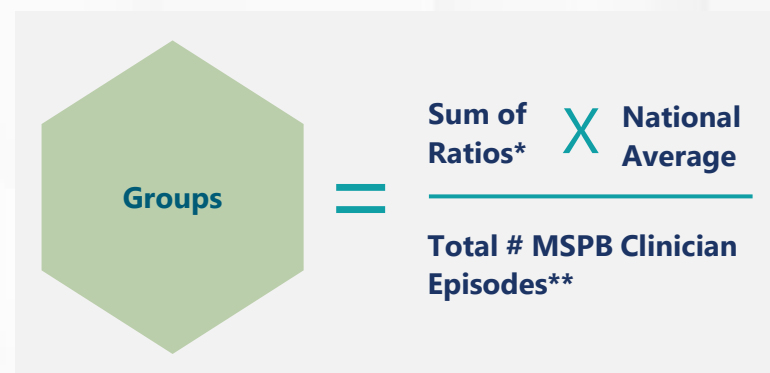 Groups
=
Sum of
Ratios*
X
National
Average
Total # MSPB Clinician
Episodes**